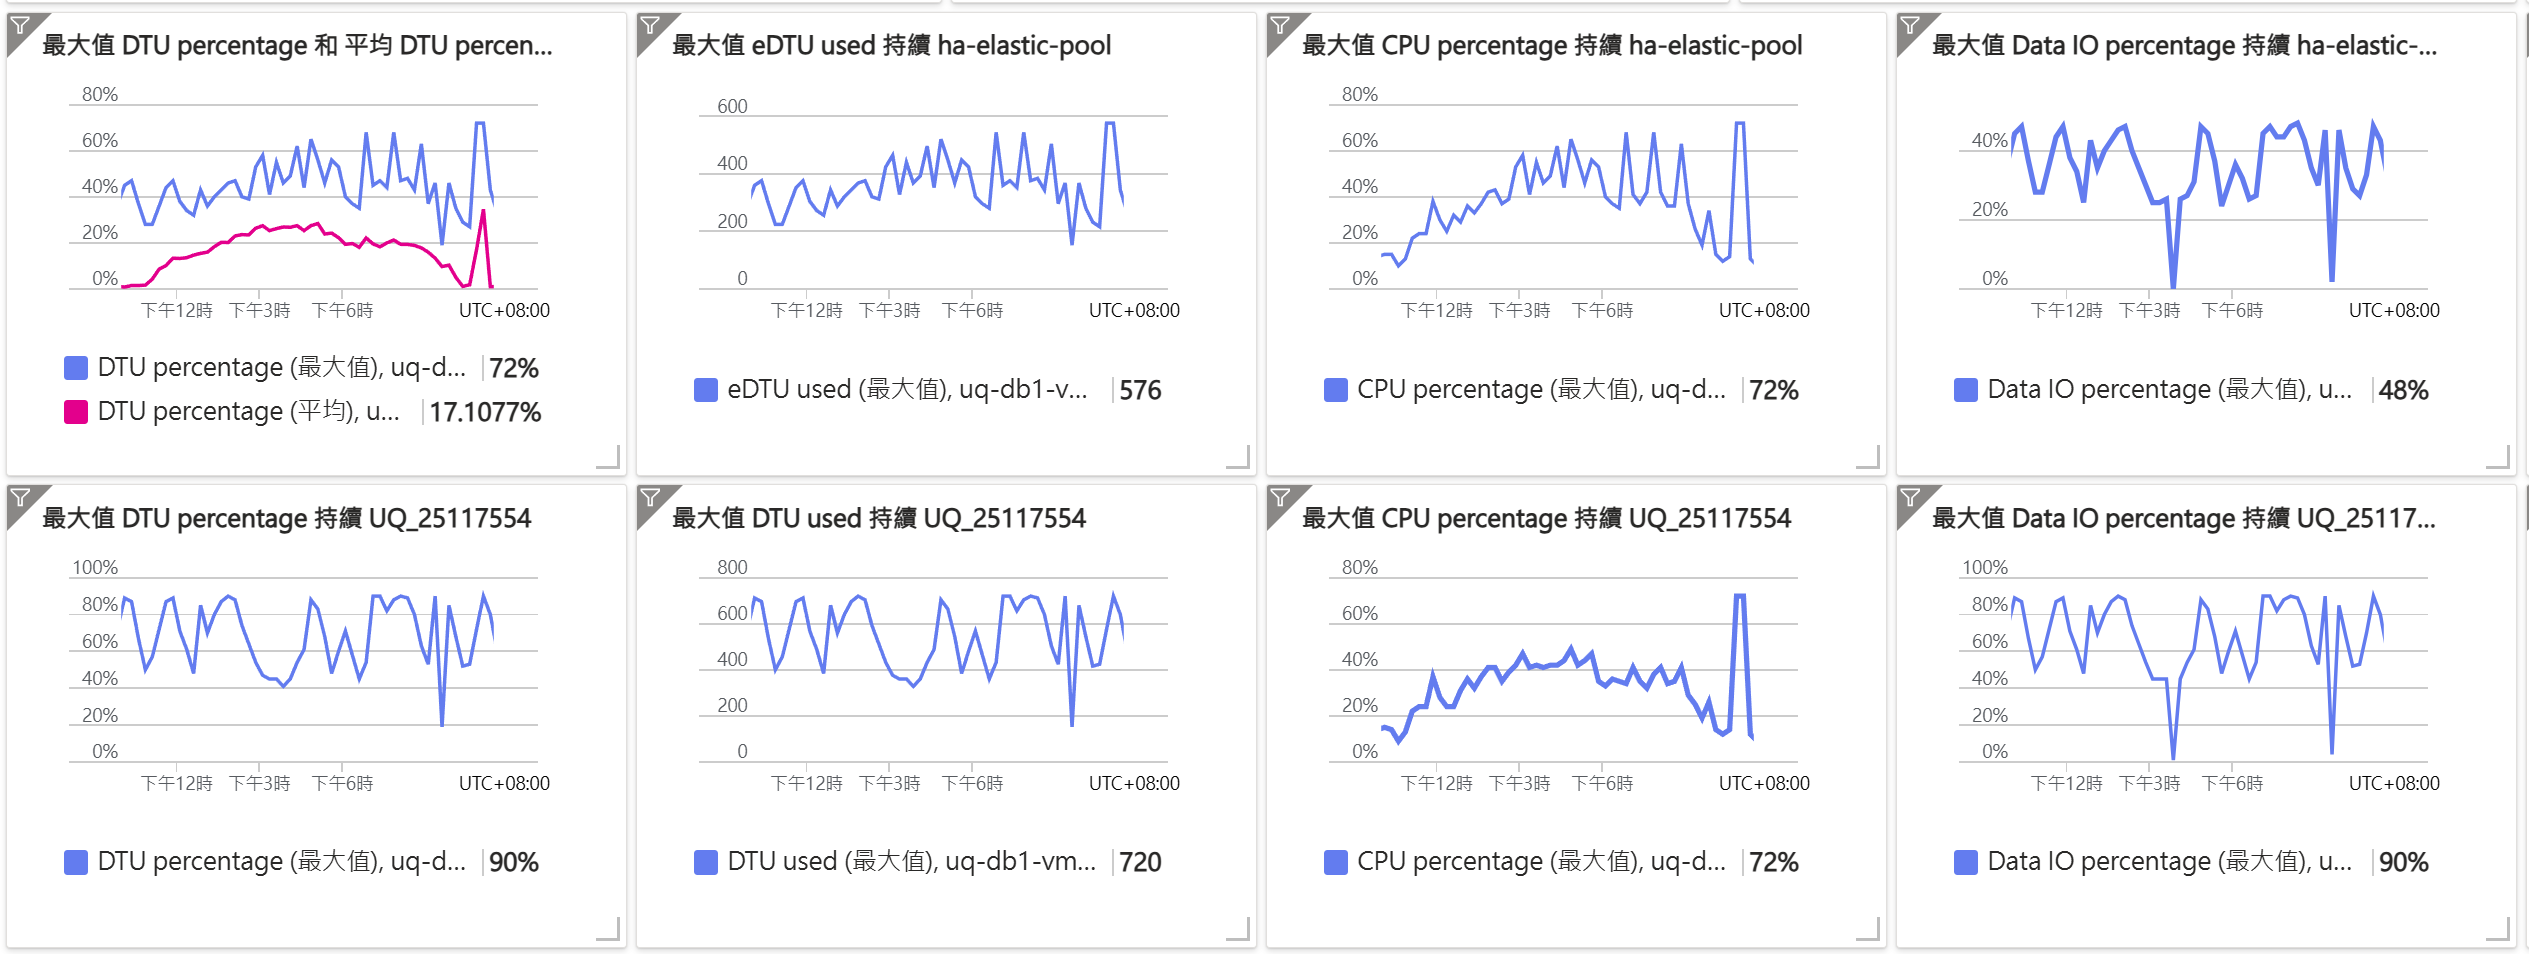 最大值 DTU percentage 和 平均 DTU percen...
80%
60%
40%
20%
0%
下午12時
下午3時
下午6時
UTC+08:00
DTU percentage (最大值), uq-d...
72%
DTU percentage (平均), u...
17.1077%
最大值 eDTU used 持續 ha-elastic-pool
600
400
200
0
下午12時
下午3時
下午6時
UTC+08:00
eDTU used (最大值), uq-db1-v...
576
最大值 CPU percentage 持續 ha-elastic-pool
80%
60%
40%
20%
0%
下午12時
下午3時
下午6時
UTC+08:00
CPU percentage (最大值), uq-d...
72%
最大值 Data IO percentage 持續 ha-elastic-...
40%
20%
0%
下午12時
下午3時
下午6時
UTC+08:00
Data IO percentage (最大值), u...
48%
最大值 DTU percentage 持續 UQ_25117554
100%
80%
60%
40%
20%
0%
下午12時
下午3時
下午6時
UTC+08:00
DTU percentage (最大值), uq-d...
90%
最大值 DTU used 持續 UQ_25117554
800
600
400
200
0
下午12時
下午3時
下午6時
UTC+08:00
DTU used (最大值), uq-db1-vm...
720
最大值 CPU percentage 持續 UQ_25117554
80%
60%
40%
20%
0%
下午12時
下午3時
下午6時
UTC+08:00
CPU percentage (最大值), uq-d...
72%
最大值 Data IO percentage 持續 UQ_25117...
100%
80%
60%
40%
20%
0%
下午12時
下午3時
下午6時
UTC+08:00
Data IO percentage (最大值), u...
90%